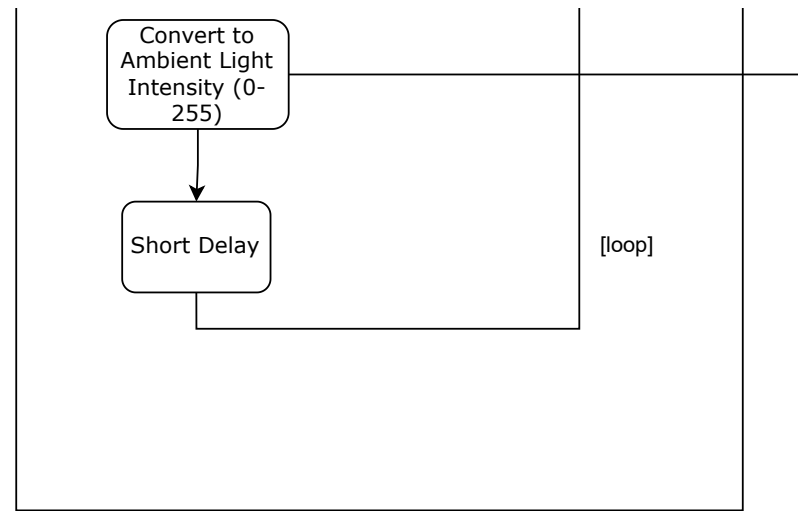 Convert to
Ambient Light
Intensity (0-
255)
Short Delay
[loop]